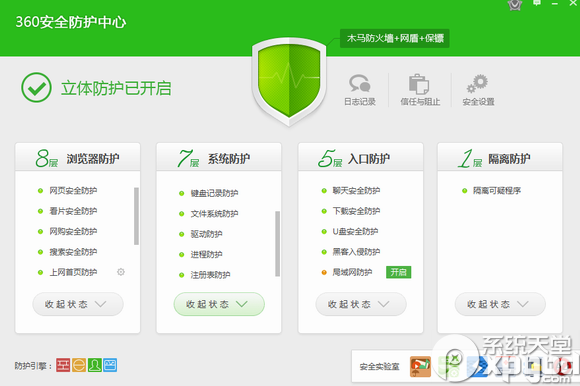 360安全防护中心
木马防火墙+网盾+保镖
立体防护已开启
日志记录
信任与阻止
安全设置
8层 浏览器防护
网页安全防护
看片安全防护
网购安全防护
搜索安全防护
上网首页防护
收起状态
7层 系统防护
键盘记录防护
文件系统防护
驱动防护
进程防护
注册表防护
收起状态
5层 入口防护
聊天安全防护
下载安全防护
U盘安全防护
黑客入侵防护
局域网防护 开启
收起状态
1层 隔离防护
隔离可疑程序
收起状态
防护引擎：
安全实验室
系统天堂